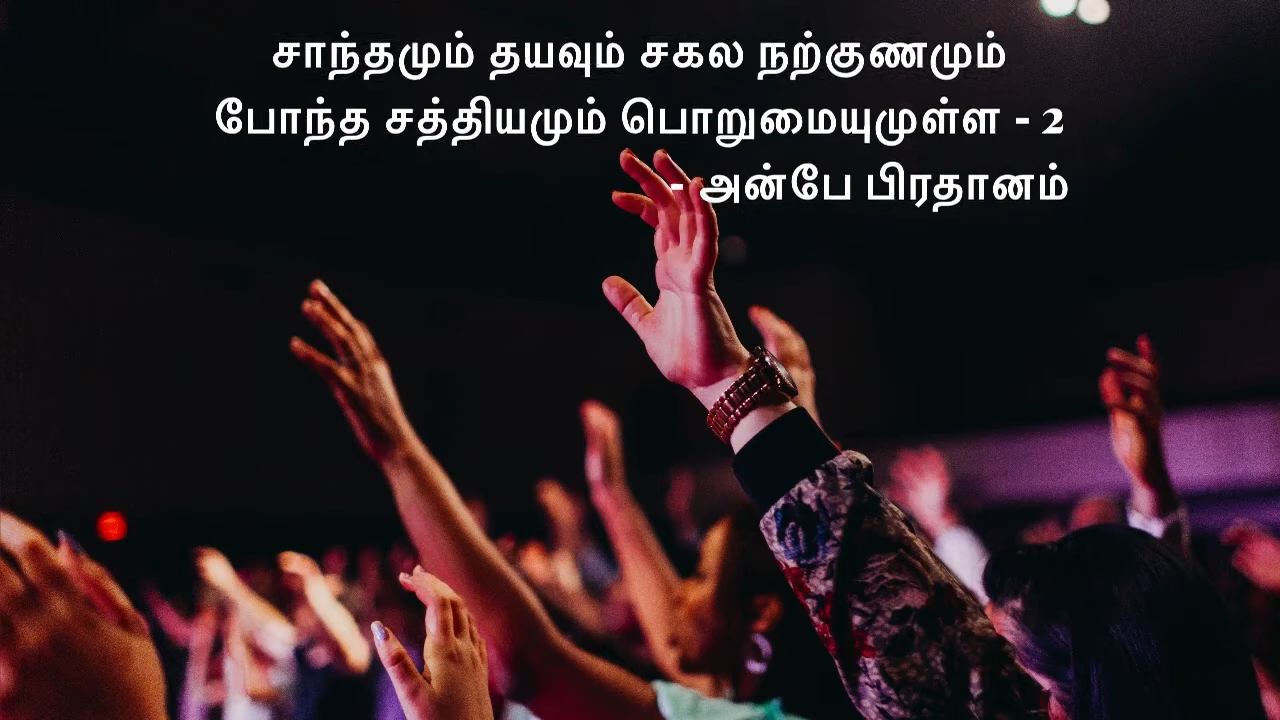 சாந்தமும் தயவும் சகல நற்குணமும்
போந்த சத்தியமும் பொறுமையுமுள்ள - 2
- அன்பே பிரதானம்